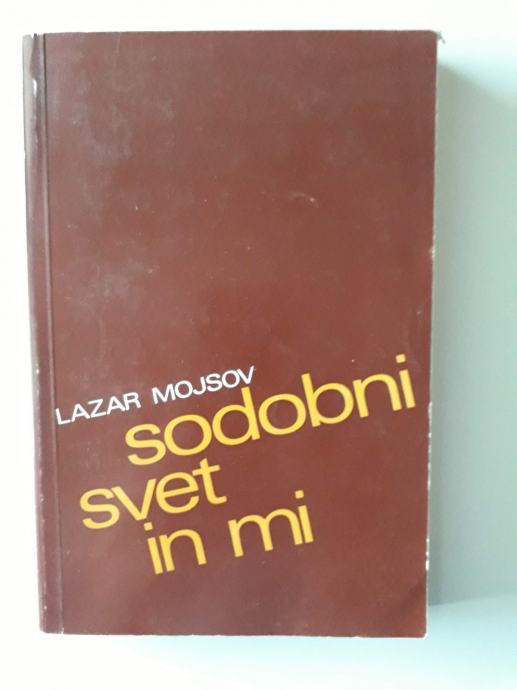 LAZAR MOJSOV
sodobni
svet
in mi